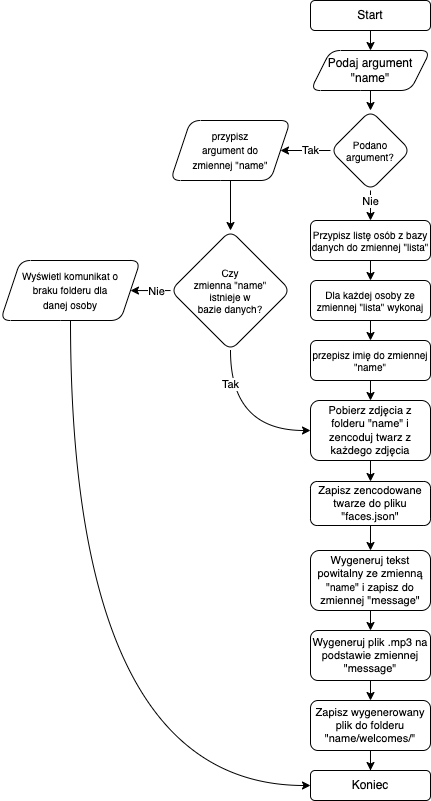 Start
Podaj argument
"name"
Podano
argument?
Tak
przypisz
argument do
zmiennej "name"
Nie
Przypisz listę osób z bazy
danych do zmiennej "lista"
Czy
zmienna "name"
istnieje w
bazie danych?
Nie
Wyświetl komunikat o
braku folderu dla
danej osoby
Dla każdej osoby ze
zmiennej "lista" wykonaj
przepisz imię do zmiennej
"name"
Tak
Pobierz zdjęcia z
folderu "name" i
zencoduj twarz z
każdego zdjęcia
Zapisz zencodowane
twarze do pliku
"faces.json"
Wygeneruj tekst
powitalny ze zmienną
"name" i zapisz do
zmiennej "message"
Wygeneruj plik .mp3 na
podstawie zmiennej
"message"
Zapisz wygenerowany
plik do folderu
"name/welcomes/"
Koniec